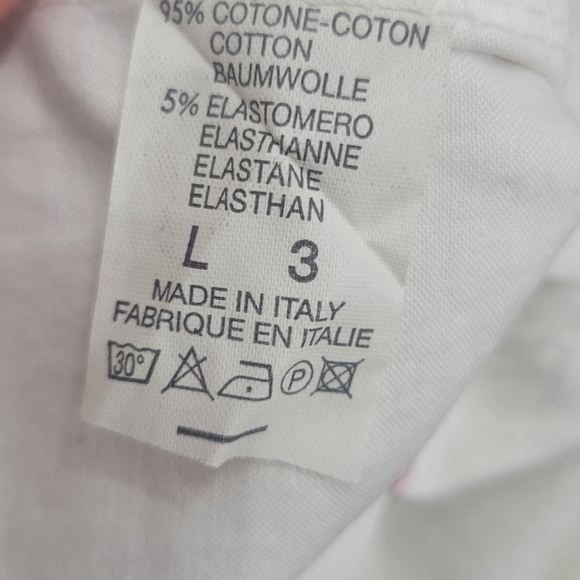 95% COTONE-COTON
COTTON
BAUMWOLLE
5% ELASTOMERO
ELASTHANNE
ELASTANE
ELASTHAN
L 3
MADE IN ITALY
FABRIQUE EN ITALIE
30° P